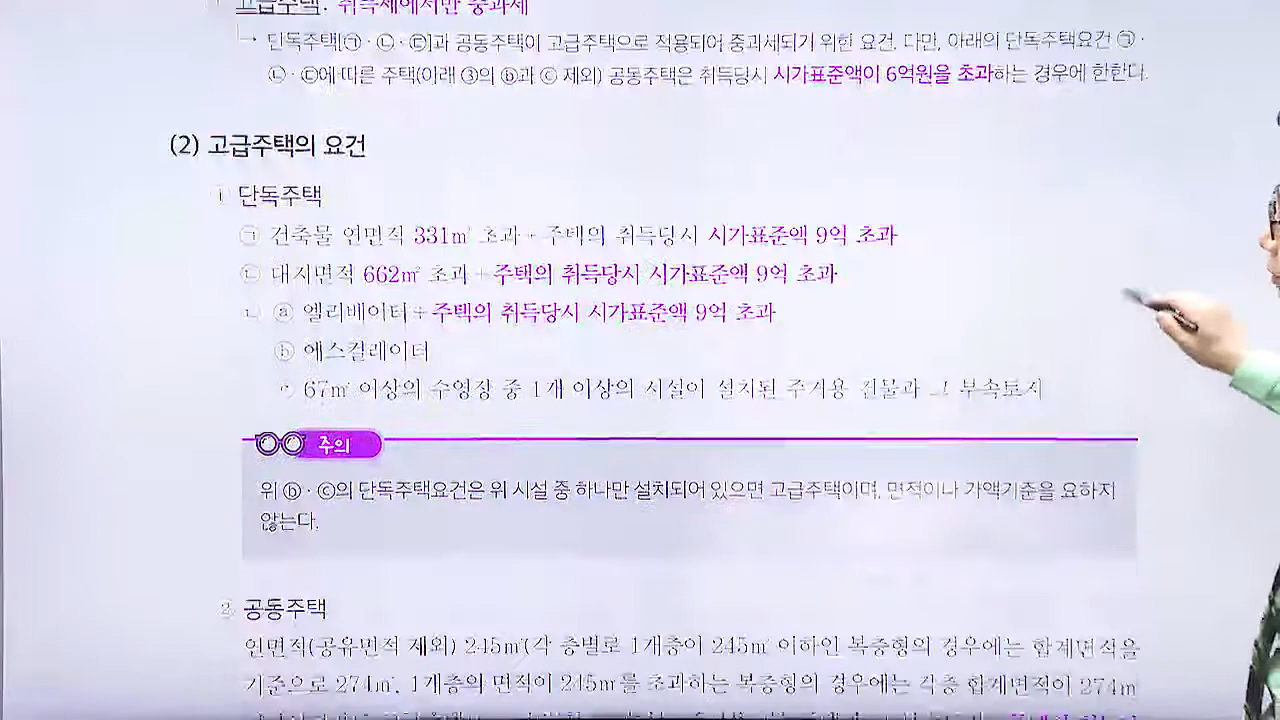 고급주택: 취득세에서만 중과세
→ 단독주택[㉠·㉡·㉢]과 공동주택이 고급주택으로 적용되어 중과세되기 위한 요건. 다만, 아래의 단독주택요건 ㉠·
㉡·㉢에 따른 주택(이래 ③의 ⓑ과 ⓒ 제외) 공동주택은 취득당시 시가표준액이 6억원을 초과하는 경우에 한한다.
(2) 고급주택의 요건
① 단독주택
㉠ 건축물 연면적 331㎡ 초과 + 주택의 취득당시 시가표준액 9억 초과
㉡ 대지면적 662㎡ 초과 + 주택의 취득당시 시가표준액 9억 초과
ⓐ 엘리베이터 + 주택의 취득당시 시가표준액 9억 초과
ⓑ 에스컬레이터
67㎡ 이상의 수영장 중 1개 이상의 시설이 설치된 주거용 건물과 그 부속토지
주의
위 ⓑ·ⓒ의 단독주택요건은 위 시설 중 하나만 설치되어 있으면 고급주택이며, 면적이나 가액기준을 요하지
않는다.
② 공동주택
연면적(공유면적 제외) 245㎡(각 층별로 1개층이 245㎡ 이하인 복층형의 경우에는 합계면적을
기준으로 274㎡, 1개층의 면적이 245㎡를 초과하는 복층형의 경우에는 각층 합계면적이 274m